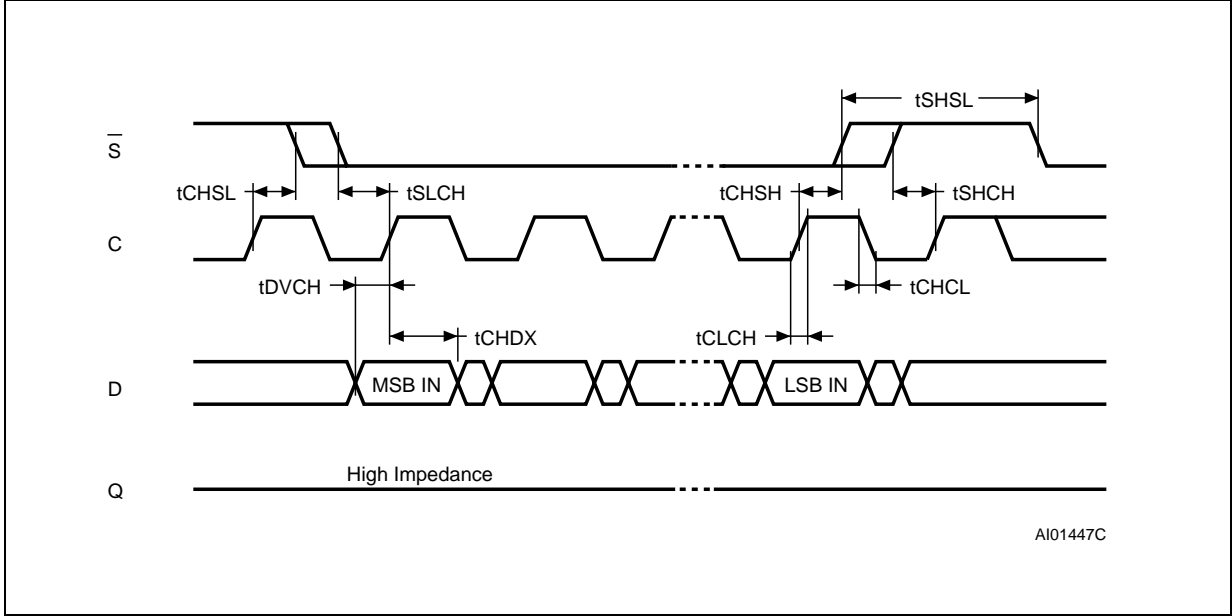 tSHSL
S̅
tCHSL
tSLCH
tCHSH
tSHCH
C
tDVCH
tCHCL
tCHDX
tCLCH
D
MSB IN
LSB IN
High Impedance
Q
AI01447C